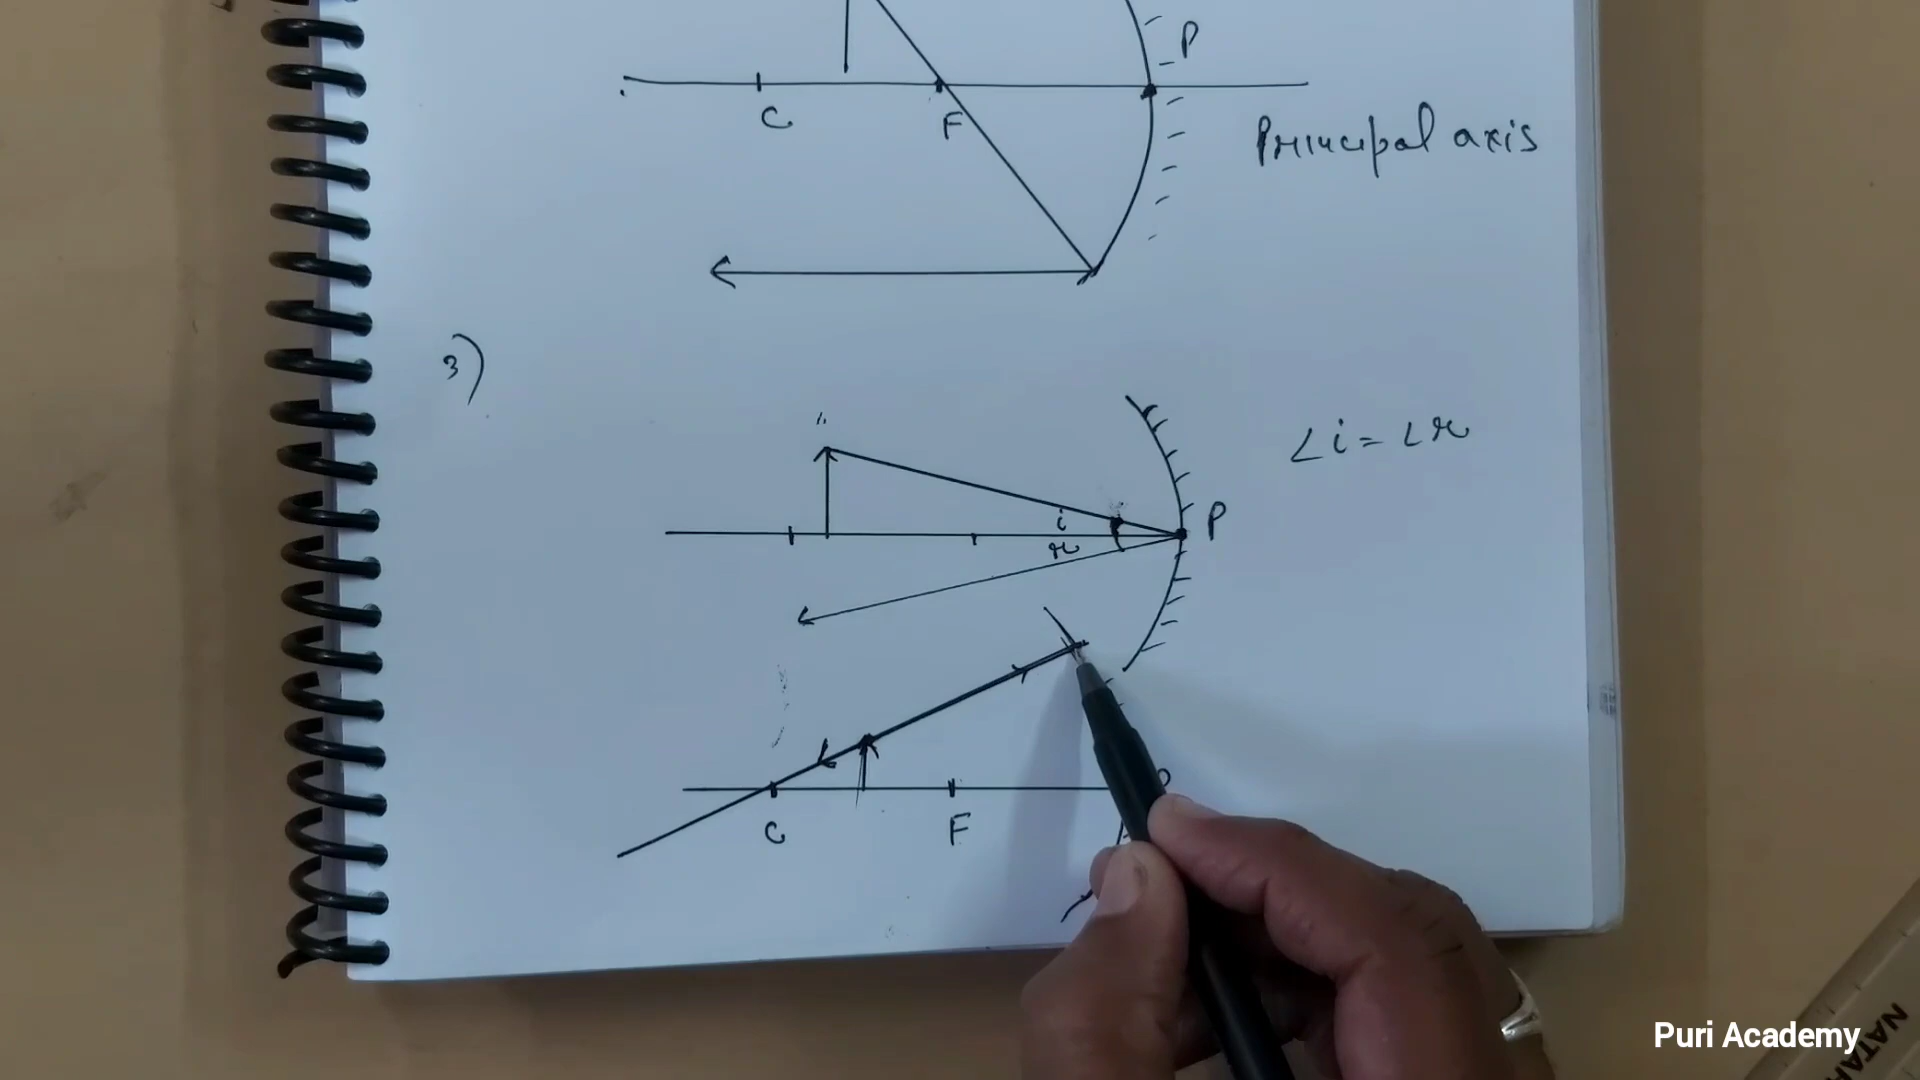 P
C F
Principal axis
3)
∠i = ∠r
i
r
P
C F
Puri Academy